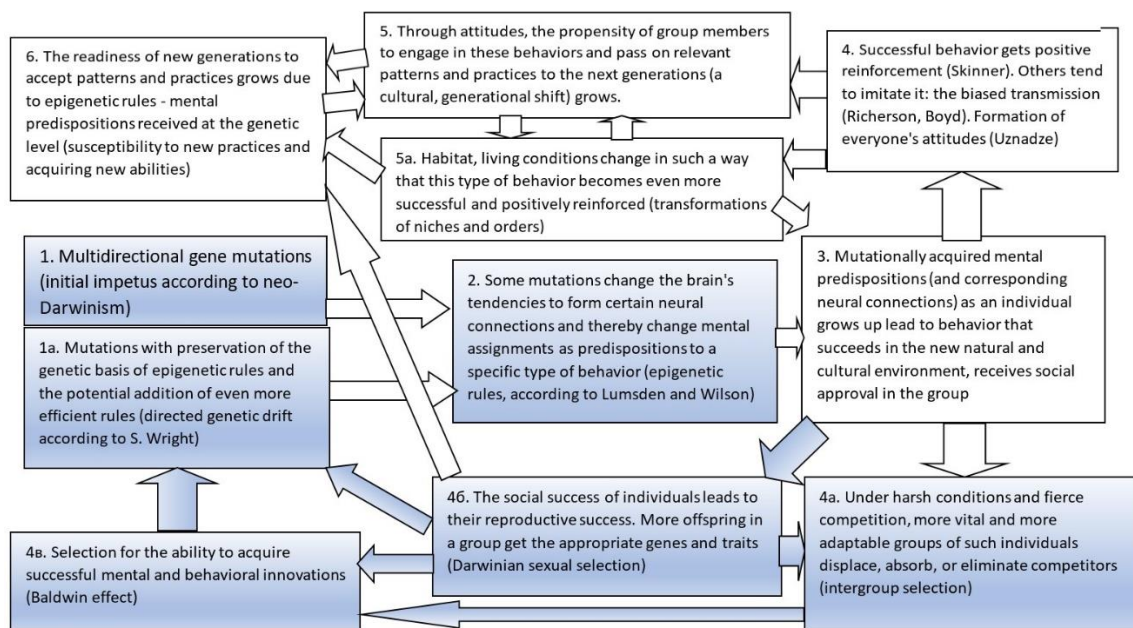 6. The readiness of new generations to
accept patterns and practices grows due
to epigenetic rules - mental
predispositions received at the genetic
level (susceptibility to new practices and
acquiring new abilities)
5. Through attitudes, the propensity of group members
to engage in these behaviors and pass on relevant
patterns and practices to the next generations (a
cultural, generational shift) grows.
4. Successful behavior gets positive
reinforcement (Skinner). Others tend
to imitate it: the biased transmission
(Richerson, Boyd). Formation of
everyone's attitudes (Uznadze)
5a. Habitat, living conditions change in such a way
that this type of behavior becomes even more
successful and positively reinforced (transformations
of niches and orders)
1. Multidirectional gene mutations
(initial impetus according to neo-
Darwinism)
2. Some mutations change the brain's
tendencies to form certain neural
connections and thereby change mental
assignments as predispositions to a
specific type of behavior (epigenetic
rules, according to Lumsden and Wilson)
3. Mutationally acquired mental
predispositions (and corresponding
neural connections) as an individual
grows up lead to behavior that
succeeds in the new natural and
cultural environment, receives social
approval in the group
1a. Mutations with preservation of the
genetic basis of epigenetic rules and
the potential addition of even more
efficient rules (directed genetic drift
according to S. Wright)
4в. Selection for the ability to acquire
successful mental and behavioral innovations
(Baldwin effect)
4б. The social success of individuals leads to
their reproductive success. More offspring in
a group get the appropriate genes and traits
(Darwinian sexual selection)
4a. Under harsh conditions and fierce
competition, more vital and more
adaptable groups of such individuals
displace, absorb, or eliminate competitors
(intergroup selection)